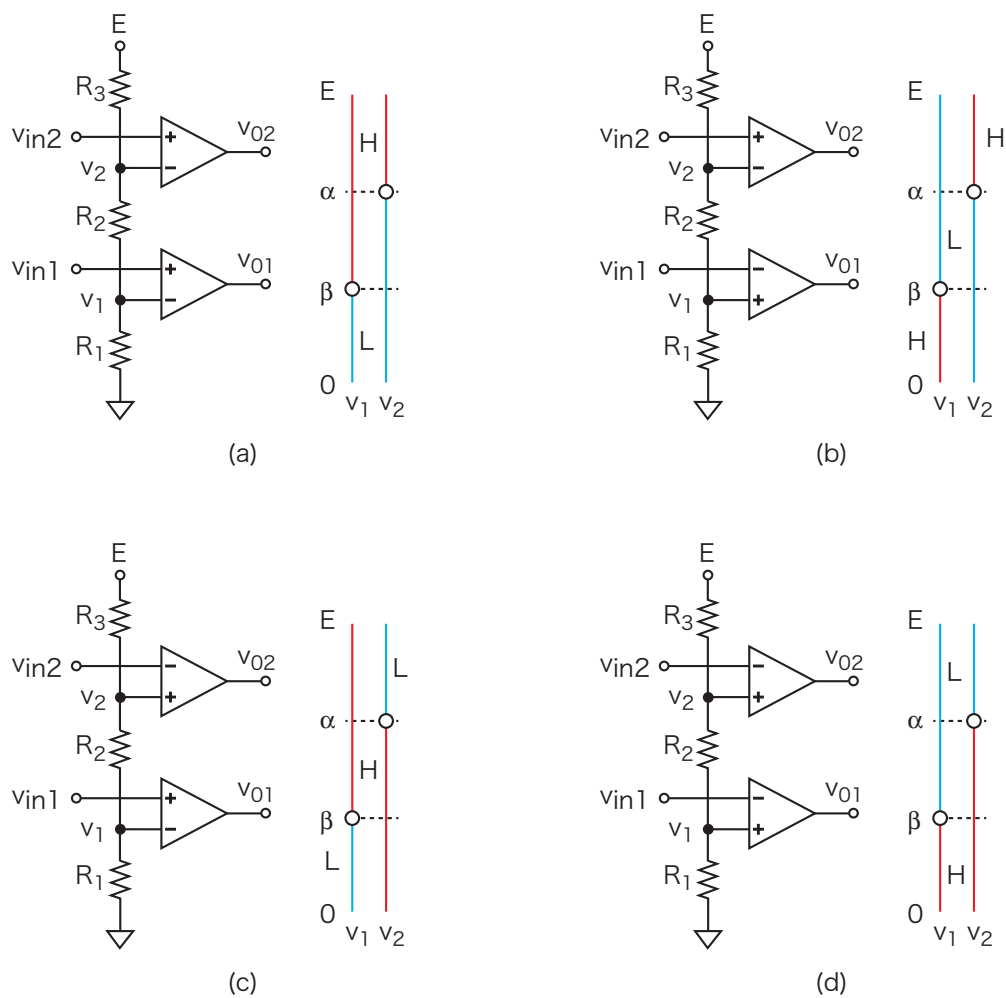 E
R3
vin2
+
−
v02
v2
R2
vin1
+
−
v01
v1
R1
E
H
α
β
L
0
v1 v2
(a)
E
R3
vin2
+
−
v02
v2
R2
vin1
−
+
v01
v1
R1
E
H
α
L
β
H
0
v1 v2
(b)
E
R3
vin2
−
+
v02
v2
R2
vin1
+
−
v01
v1
R1
E
L
α
H
β
L
0
v1 v2
(c)
E
R3
vin2
−
+
v02
v2
R2
vin1
−
+
v01
v1
R1
E
L
α
β
H
0
v1 v2
(d)